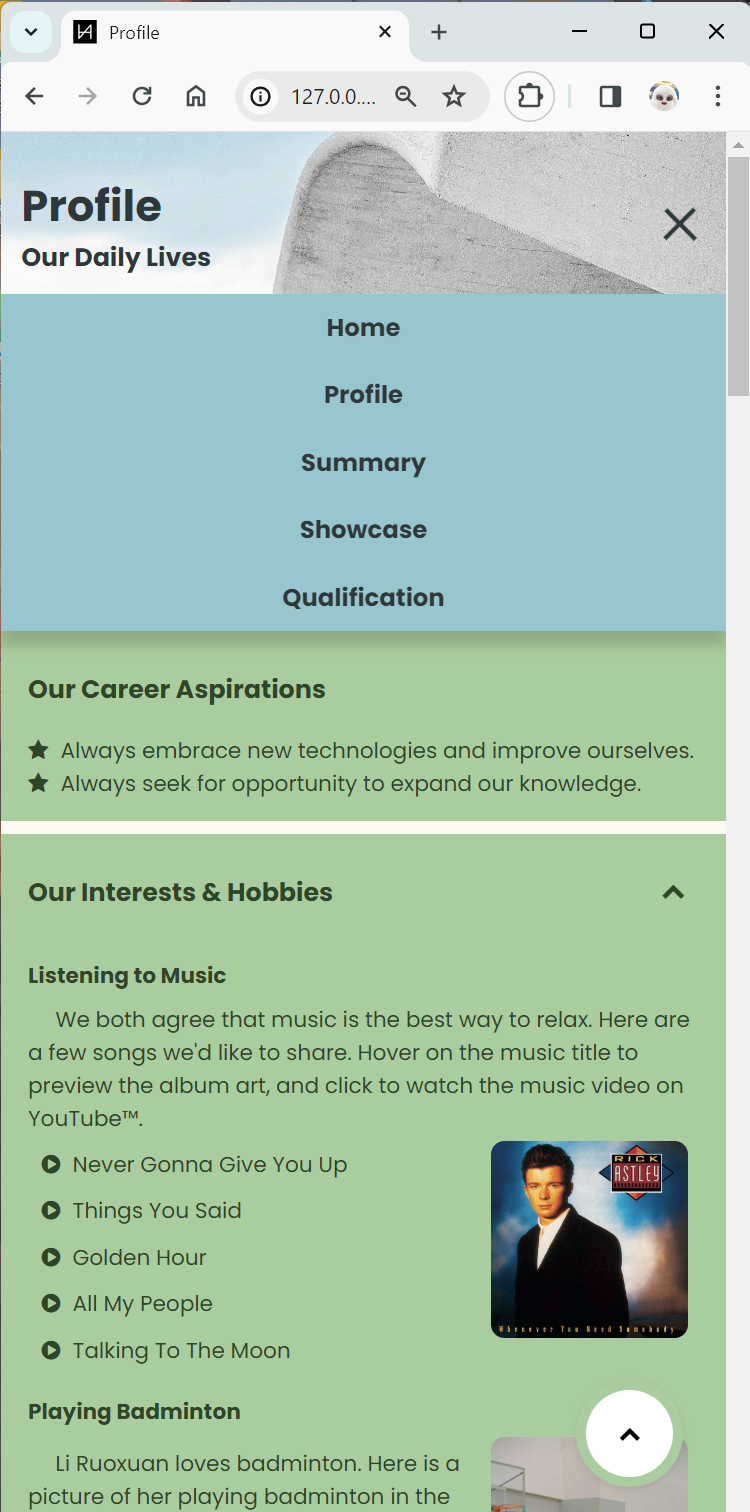 Profile
127.0.0....
Profile
Our Daily Lives
Home
Profile
Summary
Showcase
Qualification
Our Career Aspirations
Always embrace new technologies and improve ourselves.
Always seek for opportunity to expand our knowledge.
Our Interests & Hobbies
Listening to Music
We both agree that music is the best way to relax. Here are
a few songs we'd like to share. Hover on the music title to
preview the album art, and click to watch the music video on
YouTube™.
Never Gonna Give You Up
Things You Said
Golden Hour
All My People
Talking To The Moon
RICK
ASTLEY
Whenever You Need Somebody
Playing Badminton
Li Ruoxuan loves badminton. Here is a
picture of her playing badminton in the